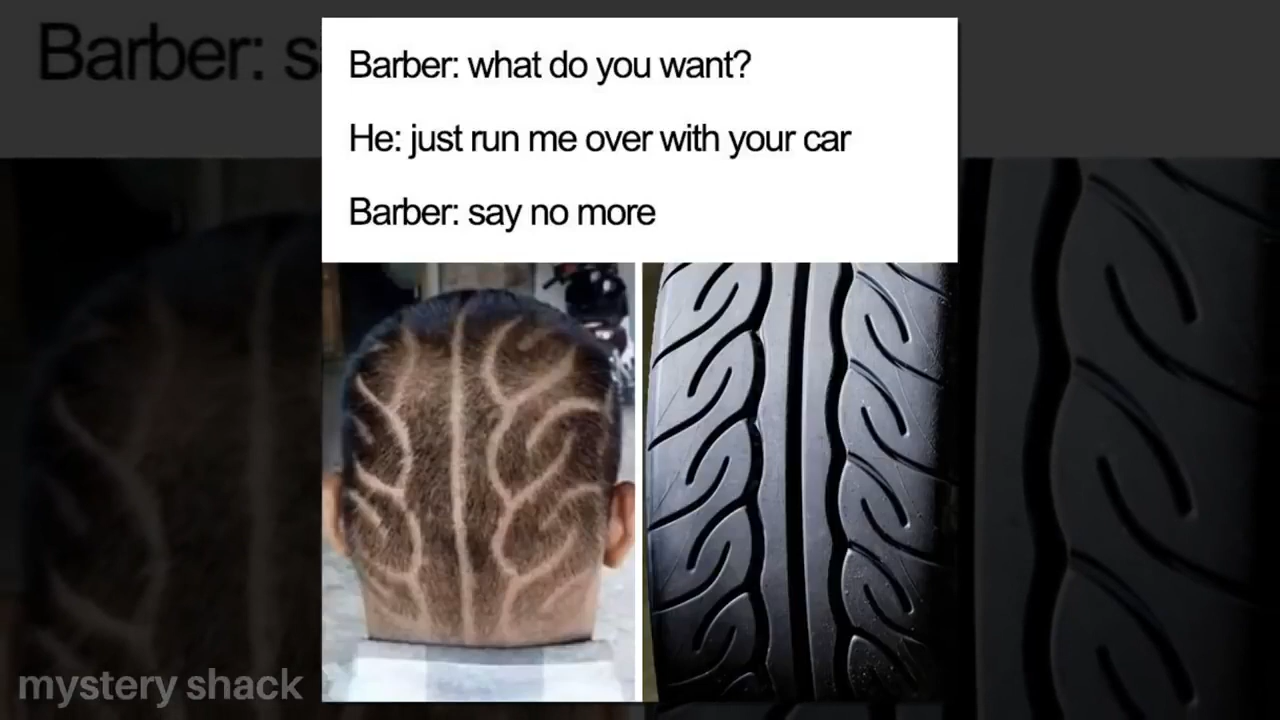 Barber: s
Barber: what do you want?
He: just run me over with your car
Barber: say no more
mystery shack